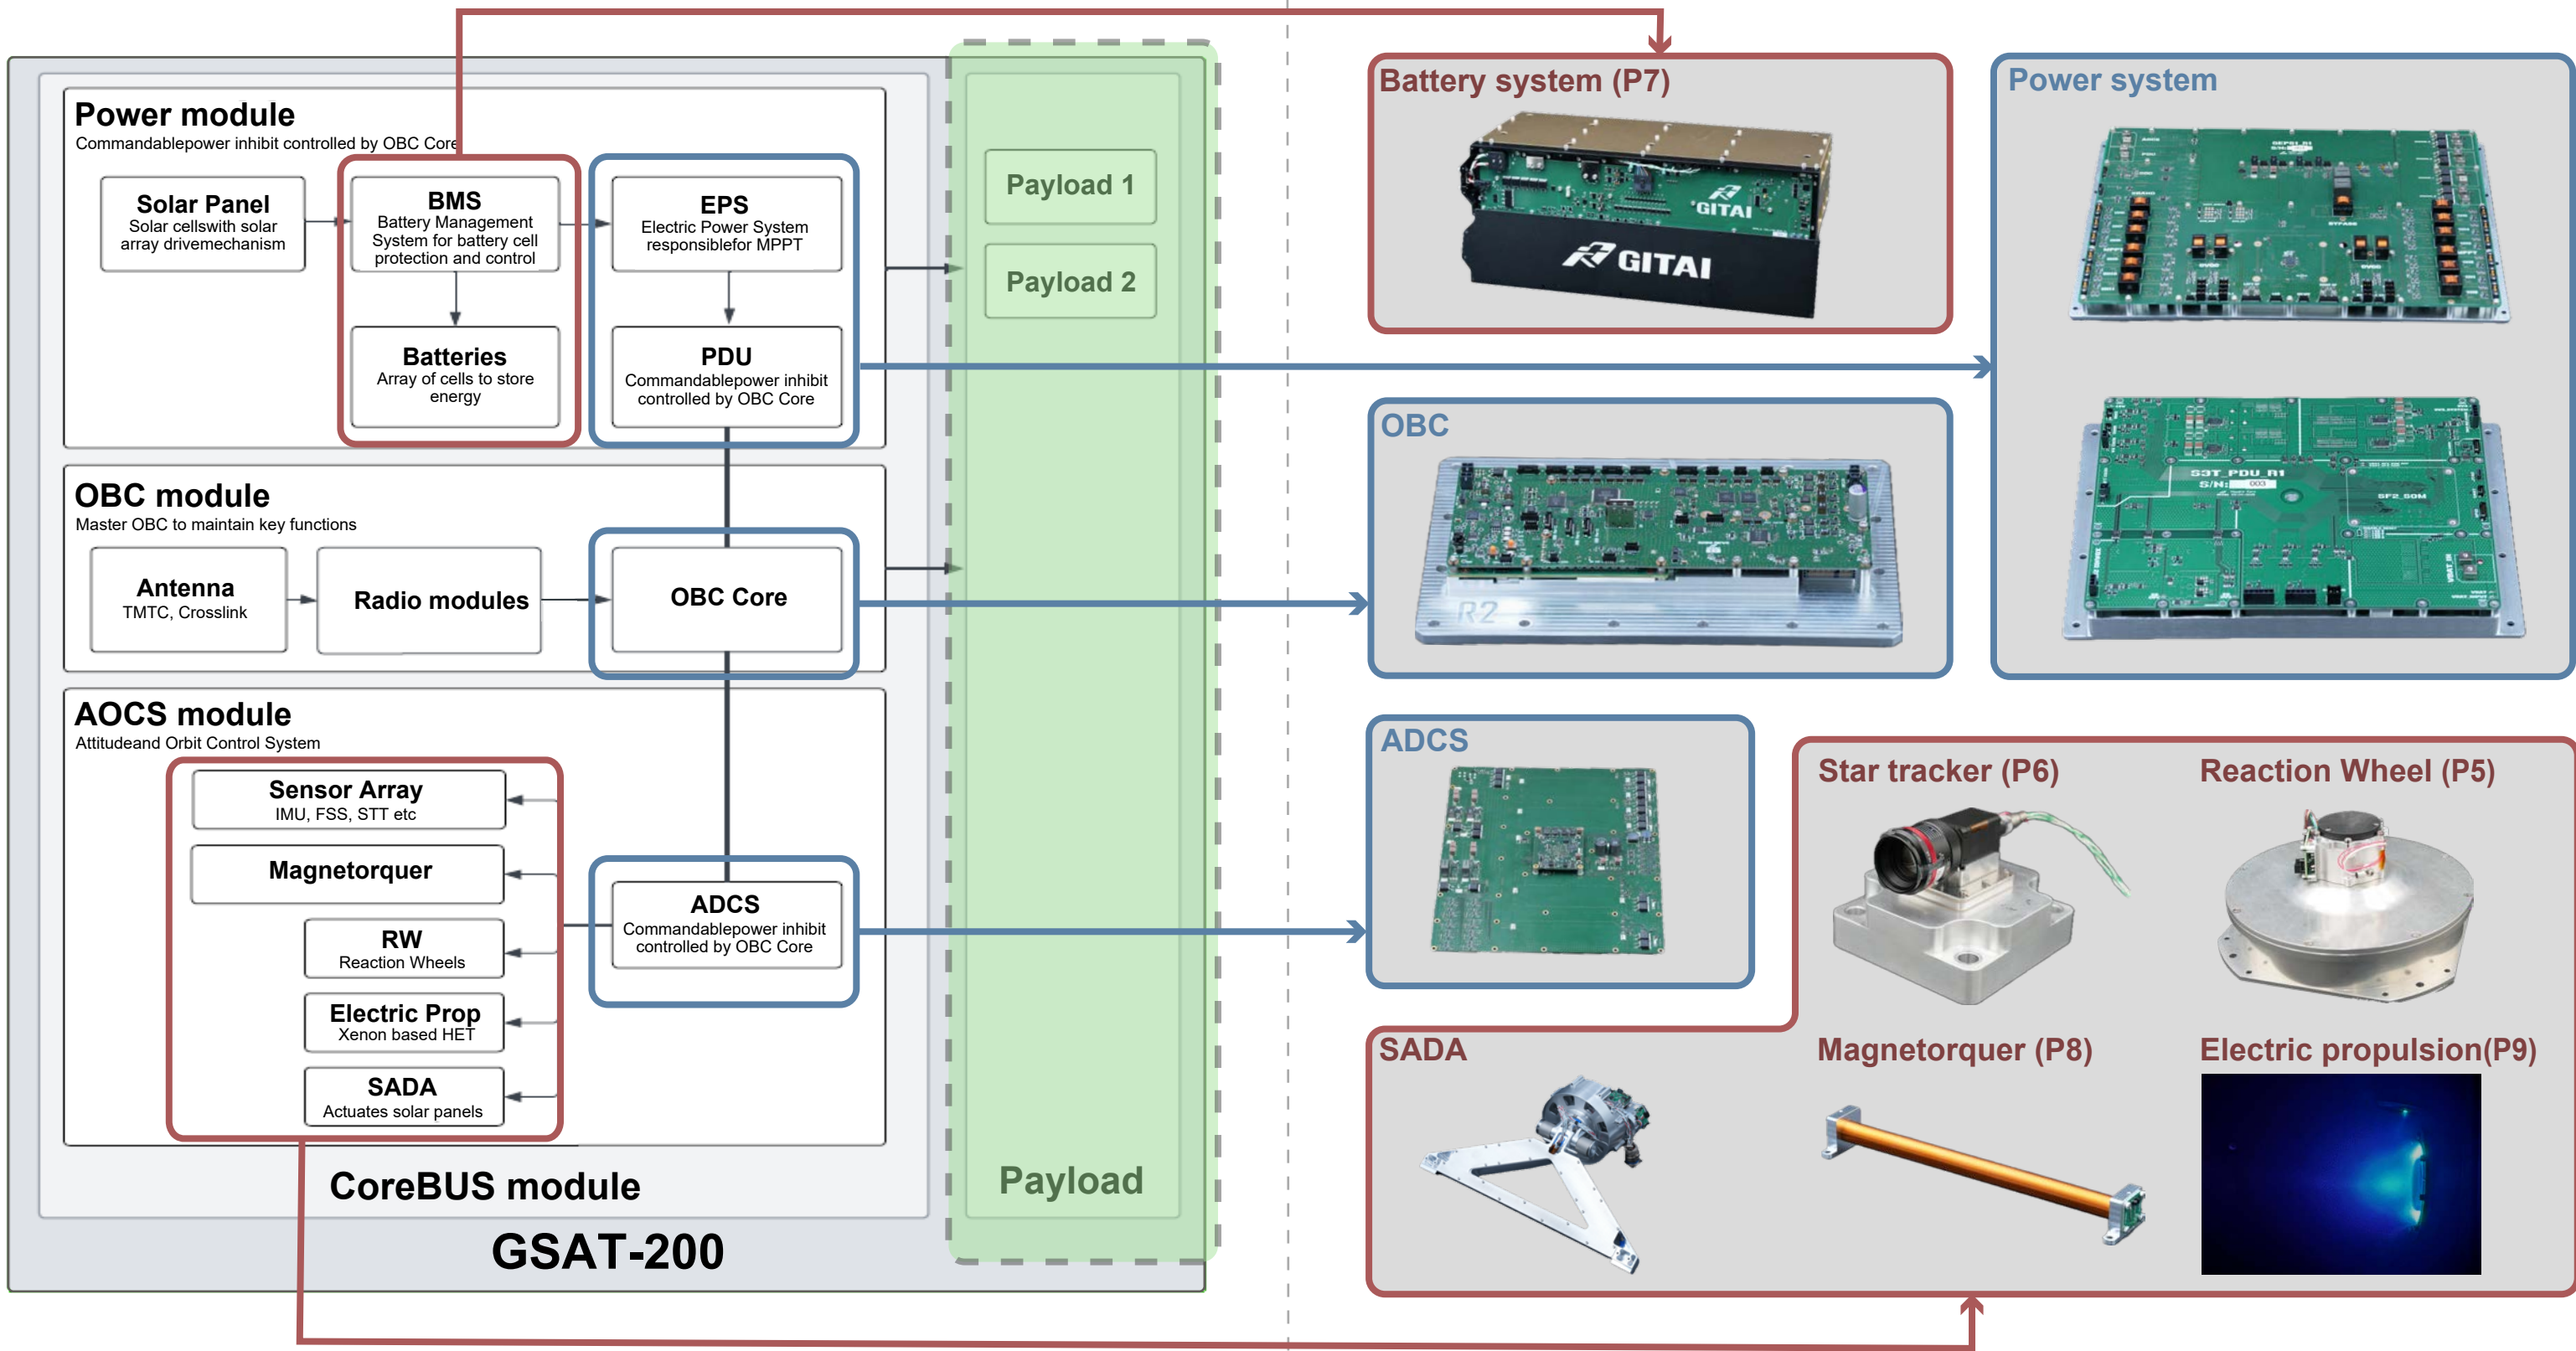 Power module
Commandablepower inhibit controlled by OBC Core
Solar Panel
Solar cellswith solar
array drivemechanism
BMS
Battery Management
System for battery cell
protection and control
EPS
Electric Power System
responsiblefor MPPT
Batteries
Array of cells to store
energy
PDU
Commandablepower inhibit
controlled by OBC Core
OBC module
Master OBC to maintain key functions
Antenna
TMTC, Crosslink
Radio modules
OBC Core
AOCS module
Attitudeand Orbit Control System
Sensor Array
IMU, FSS, STT etc
Magnetorquer
RW
Reaction Wheels
Electric Prop
Xenon based HET
SADA
Actuates solar panels
ADCS
Commandablepower inhibit
controlled by OBC Core
CoreBUS module
GSAT-200
Payload 1
Payload 2
Payload
Battery system (P7)
GITAI
GITAI
Power system
S3T_PDU_R1
S/N: 003
SF2_SOM
OBC
R2
ADCS
Star tracker (P6)
Reaction Wheel (P5)
SADA
Magnetorquer (P8)
Electric propulsion(P9)